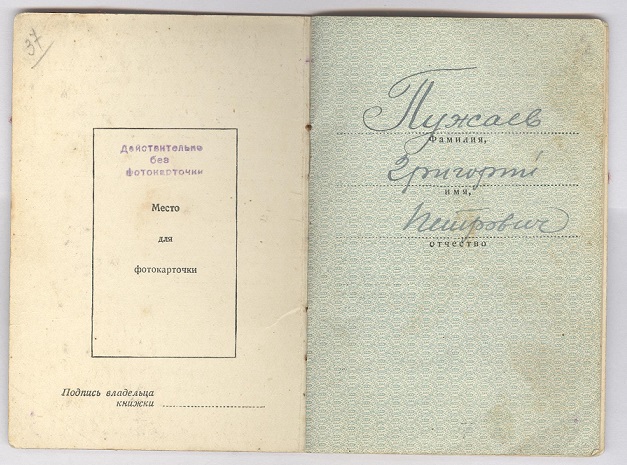 37
Действительно
без
фотокарточки
Место
для
фотокарточки
Подпись владельца
книжки
Пужаев
Фамилия,
Григорий
имя,
Петрович
отчество